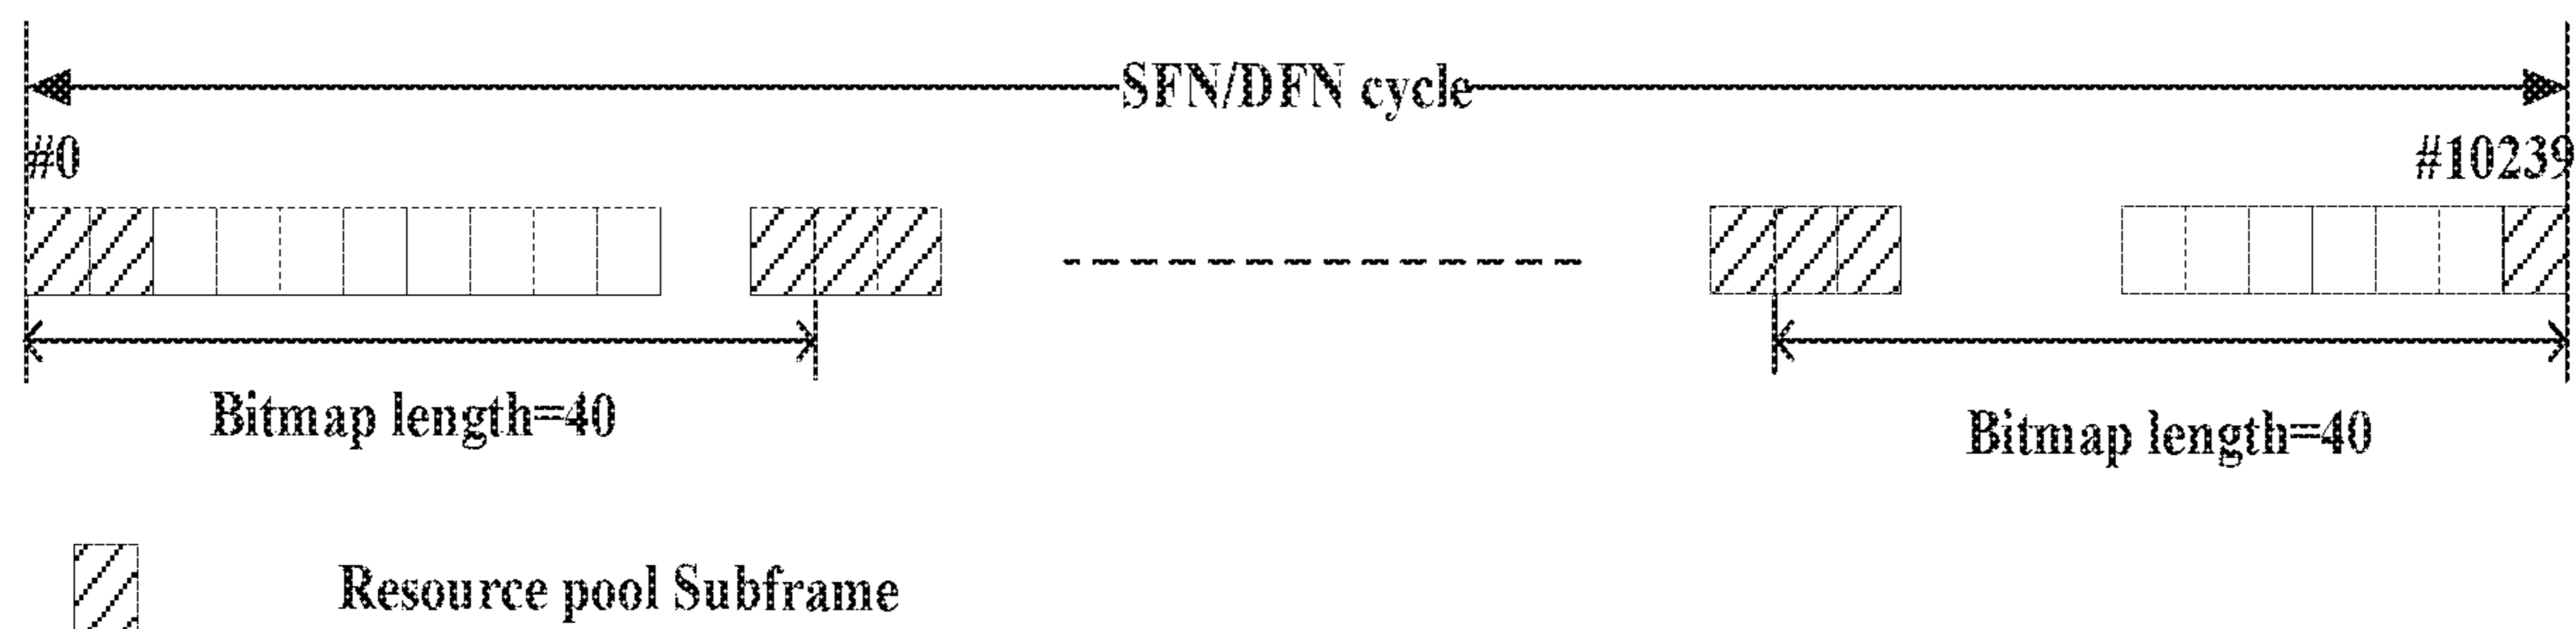 SFN/DFN cycle
#0
#10239
Bitmap length=40
Bitmap length=40
Resource pool Subframe